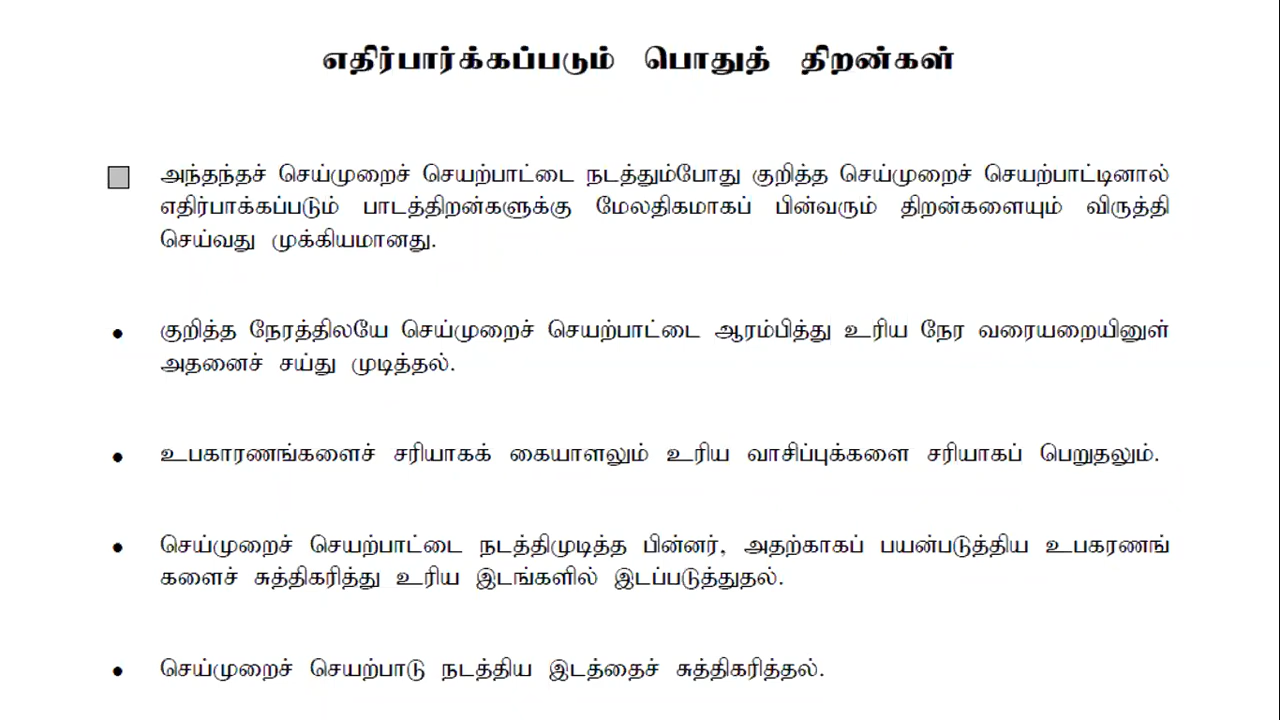 எதிர்பார்க்கப்படும் பொதுத் திறன்கள்
அந்தந்தச் செய்முறைச் செயற்பாட்டை நடத்தும்போது குறித்த செய்முறைச் செயற்பாட்டினால்
எதிர்பாக்கப்படும் பாடத்திறன்களுக்கு மேலதிகமாகப் பின்வரும் திறன்களையும் விருத்தி
செய்வது முக்கியமானது.
• குறித்த நேரத்திலயே செய்முறைச் செயற்பாட்டை ஆரம்பித்து உரிய நேர வரையறையினுள்
அதனைச் சய்து முடித்தல்.
• உபகாரணங்களைச் சரியாகக் கையாளலும் உரிய வாசிப்புக்களை சரியாகப் பெறுதலும்.
• செய்முறைச் செயற்பாட்டை நடத்திமுடித்த பின்னர், அதற்காகப் பயன்படுத்திய உபகரணங்
களைச் சுத்திகரித்து உரிய இடங்களில் இடப்படுத்துதல்.
• செய்முறைச் செயற்பாடு நடத்திய இடத்தைச் சுத்திகரித்தல்.